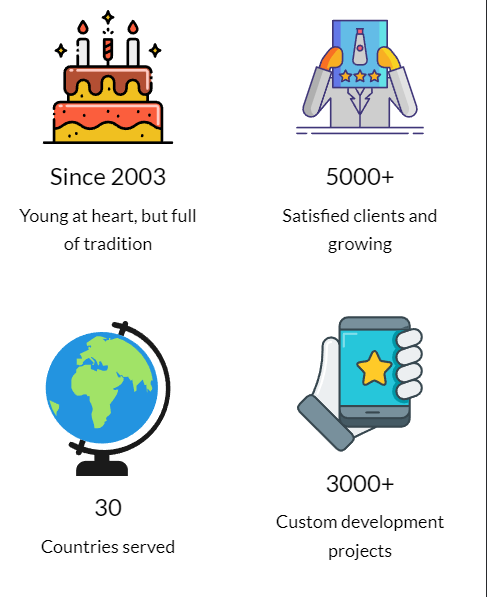 Since 2003
Young at heart, but full
of tradition
5000+
Satisfied clients and
growing
30
Countries served
3000+
Custom development
projects